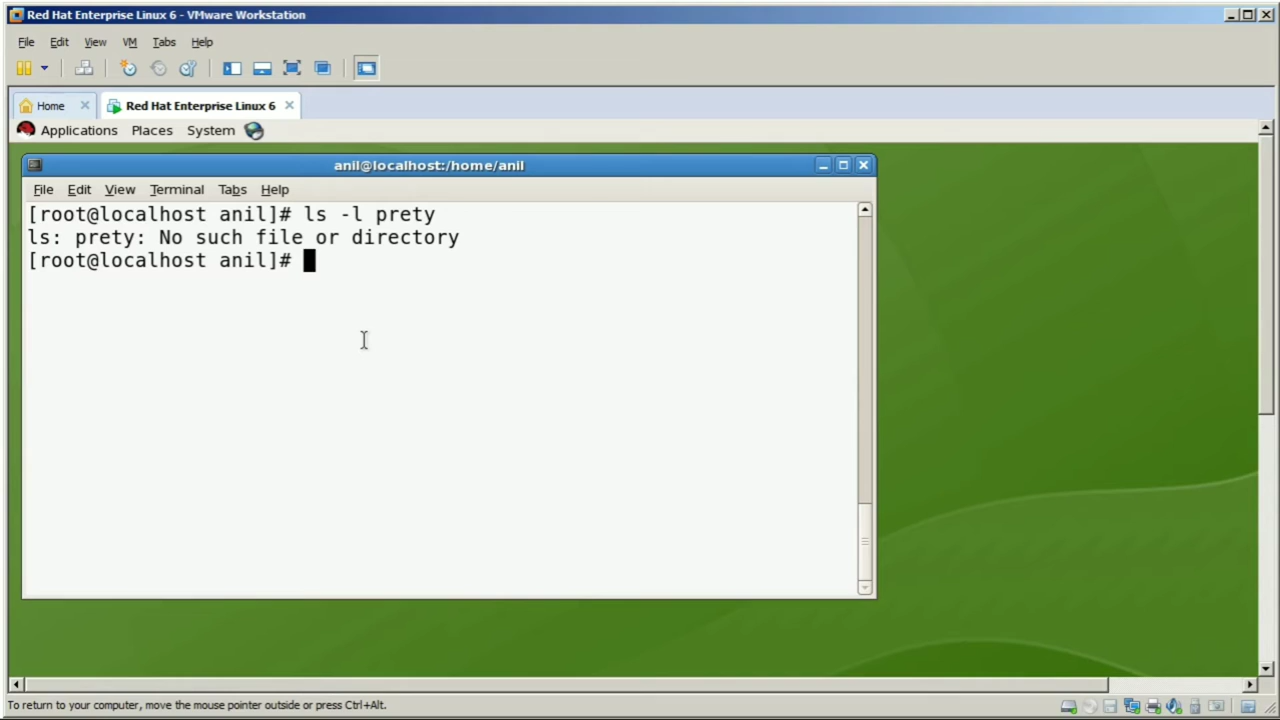 Red Hat Enterprise Linux 6 - VMware Workstation
File Edit View VM Tabs Help
Home Red Hat Enterprise Linux 6
Applications Places System
anil@localhost:/home/anil
File Edit View Terminal Tabs Help
[root@localhost anil]# ls -l prety
ls: prety: No such file or directory
[root@localhost anil]#
To return to your computer, move the mouse pointer outside or press Ctrl+Alt.